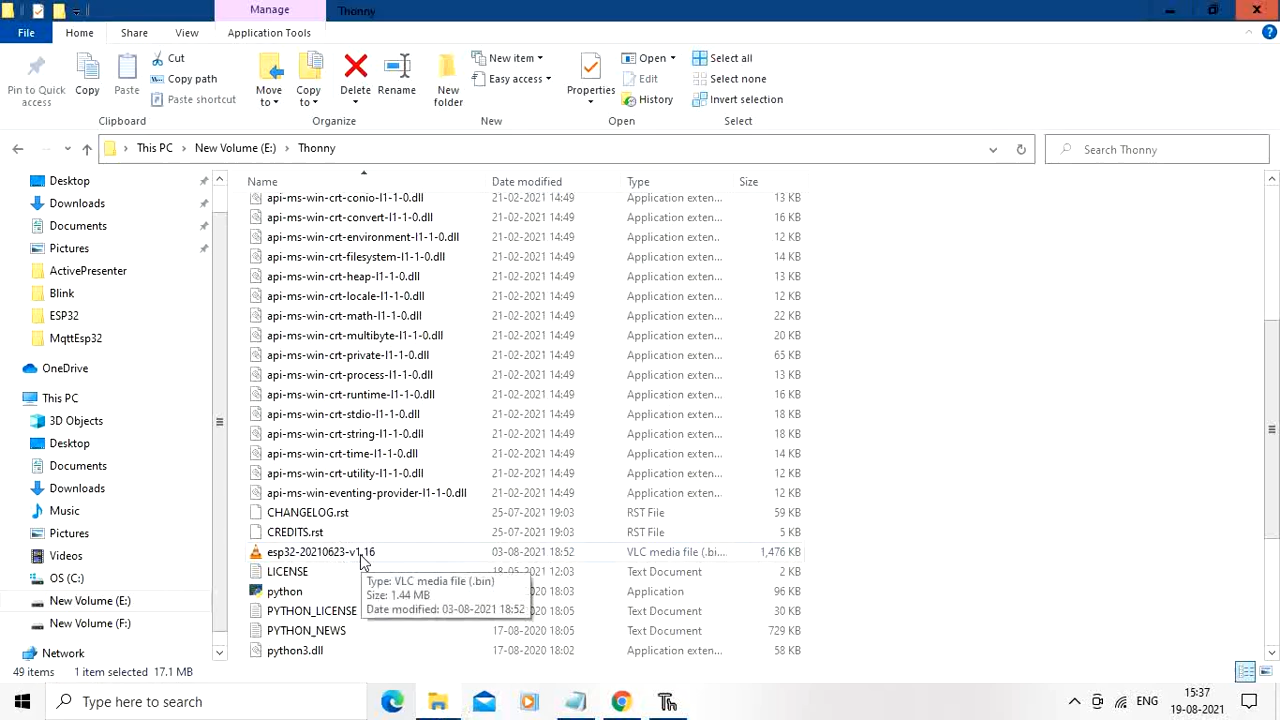 Manage
Thonny
File
Home
Share
View
Application Tools
Pin to Quick access
Copy
Paste
Cut
Copy path
Paste shortcut
Clipboard
Move to
Copy to
Delete
Rename
Organize
New folder
New item
Easy access
New
Properties
Open
Edit
History
Open
Select all
Select none
Invert selection
Select
This PC
New Volume (E:)
Thonny
Search Thonny
Desktop
Downloads
Documents
Pictures
ActivePresenter
Blink
ESP32
MqttEsp32
OneDrive
This PC
3D Objects
Desktop
Documents
Downloads
Music
Pictures
Videos
OS (C:)
New Volume (E:)
New Volume (F:)
Network
Name Date modified Type Size
api-ms-win-crt-conio-l1-1-0.dll 21-02-2021 14:49 Application exten... 13 KB
api-ms-win-crt-convert-l1-1-0.dll 21-02-2021 14:49 Application exten... 16 KB
api-ms-win-crt-environment-l1-1-0.dll 21-02-2021 14:49 Application exten... 12 KB
api-ms-win-crt-filesystem-l1-1-0.dll 21-02-2021 14:49 Application exten... 14 KB
api-ms-win-crt-heap-l1-1-0.dll 21-02-2021 14:49 Application exten... 13 KB
api-ms-win-crt-locale-l1-1-0.dll 21-02-2021 14:49 Application exten... 12 KB
api-ms-win-crt-math-l1-1-0.dll 21-02-2021 14:49 Application exten... 22 KB
api-ms-win-crt-multibyte-l1-1-0.dll 21-02-2021 14:49 Application exten... 20 KB
api-ms-win-crt-private-l1-1-0.dll 21-02-2021 14:49 Application exten... 65 KB
api-ms-win-crt-process-l1-1-0.dll 21-02-2021 14:49 Application exten... 13 KB
api-ms-win-crt-runtime-l1-1-0.dll 21-02-2021 14:49 Application exten... 16 KB
api-ms-win-crt-stdio-l1-1-0.dll 21-02-2021 14:49 Application exten... 18 KB
api-ms-win-crt-string-l1-1-0.dll 21-02-2021 14:49 Application exten... 18 KB
api-ms-win-crt-time-l1-1-0.dll 21-02-2021 14:49 Application exten... 14 KB
api-ms-win-crt-utility-l1-1-0.dll 21-02-2021 14:49 Application exten... 12 KB
api-ms-win-eventing-provider-l1-1-0.dll 21-02-2021 14:49 Application exten... 12 KB
CHANGELOG.rst 25-07-2021 19:03 RST File 59 KB
CREDITS.rst 25-07-2021 19:03 RST File 5 KB
esp32-20210623-v1.16 03-08-2021 18:52 VLC media file (.bi... 1,476 KB
LICENSE 12:03 Text Document 2 KB
python 18:03 Application 96 KB
PYTHON_LICENSE Text Document 30 KB
PYTHON_NEWS 17-08-2020 18:05 Text Document 729 KB
python3.dll 17-08-2020 18:02 Application exten... 58 KB
Type: VLC media file (.bin)
Size: 1.44 MB
Date modified: 03-08-2021 18:52
49 items 1 item selected 17.1 MB
Type here to search
ENG
15:37
19-08-2021